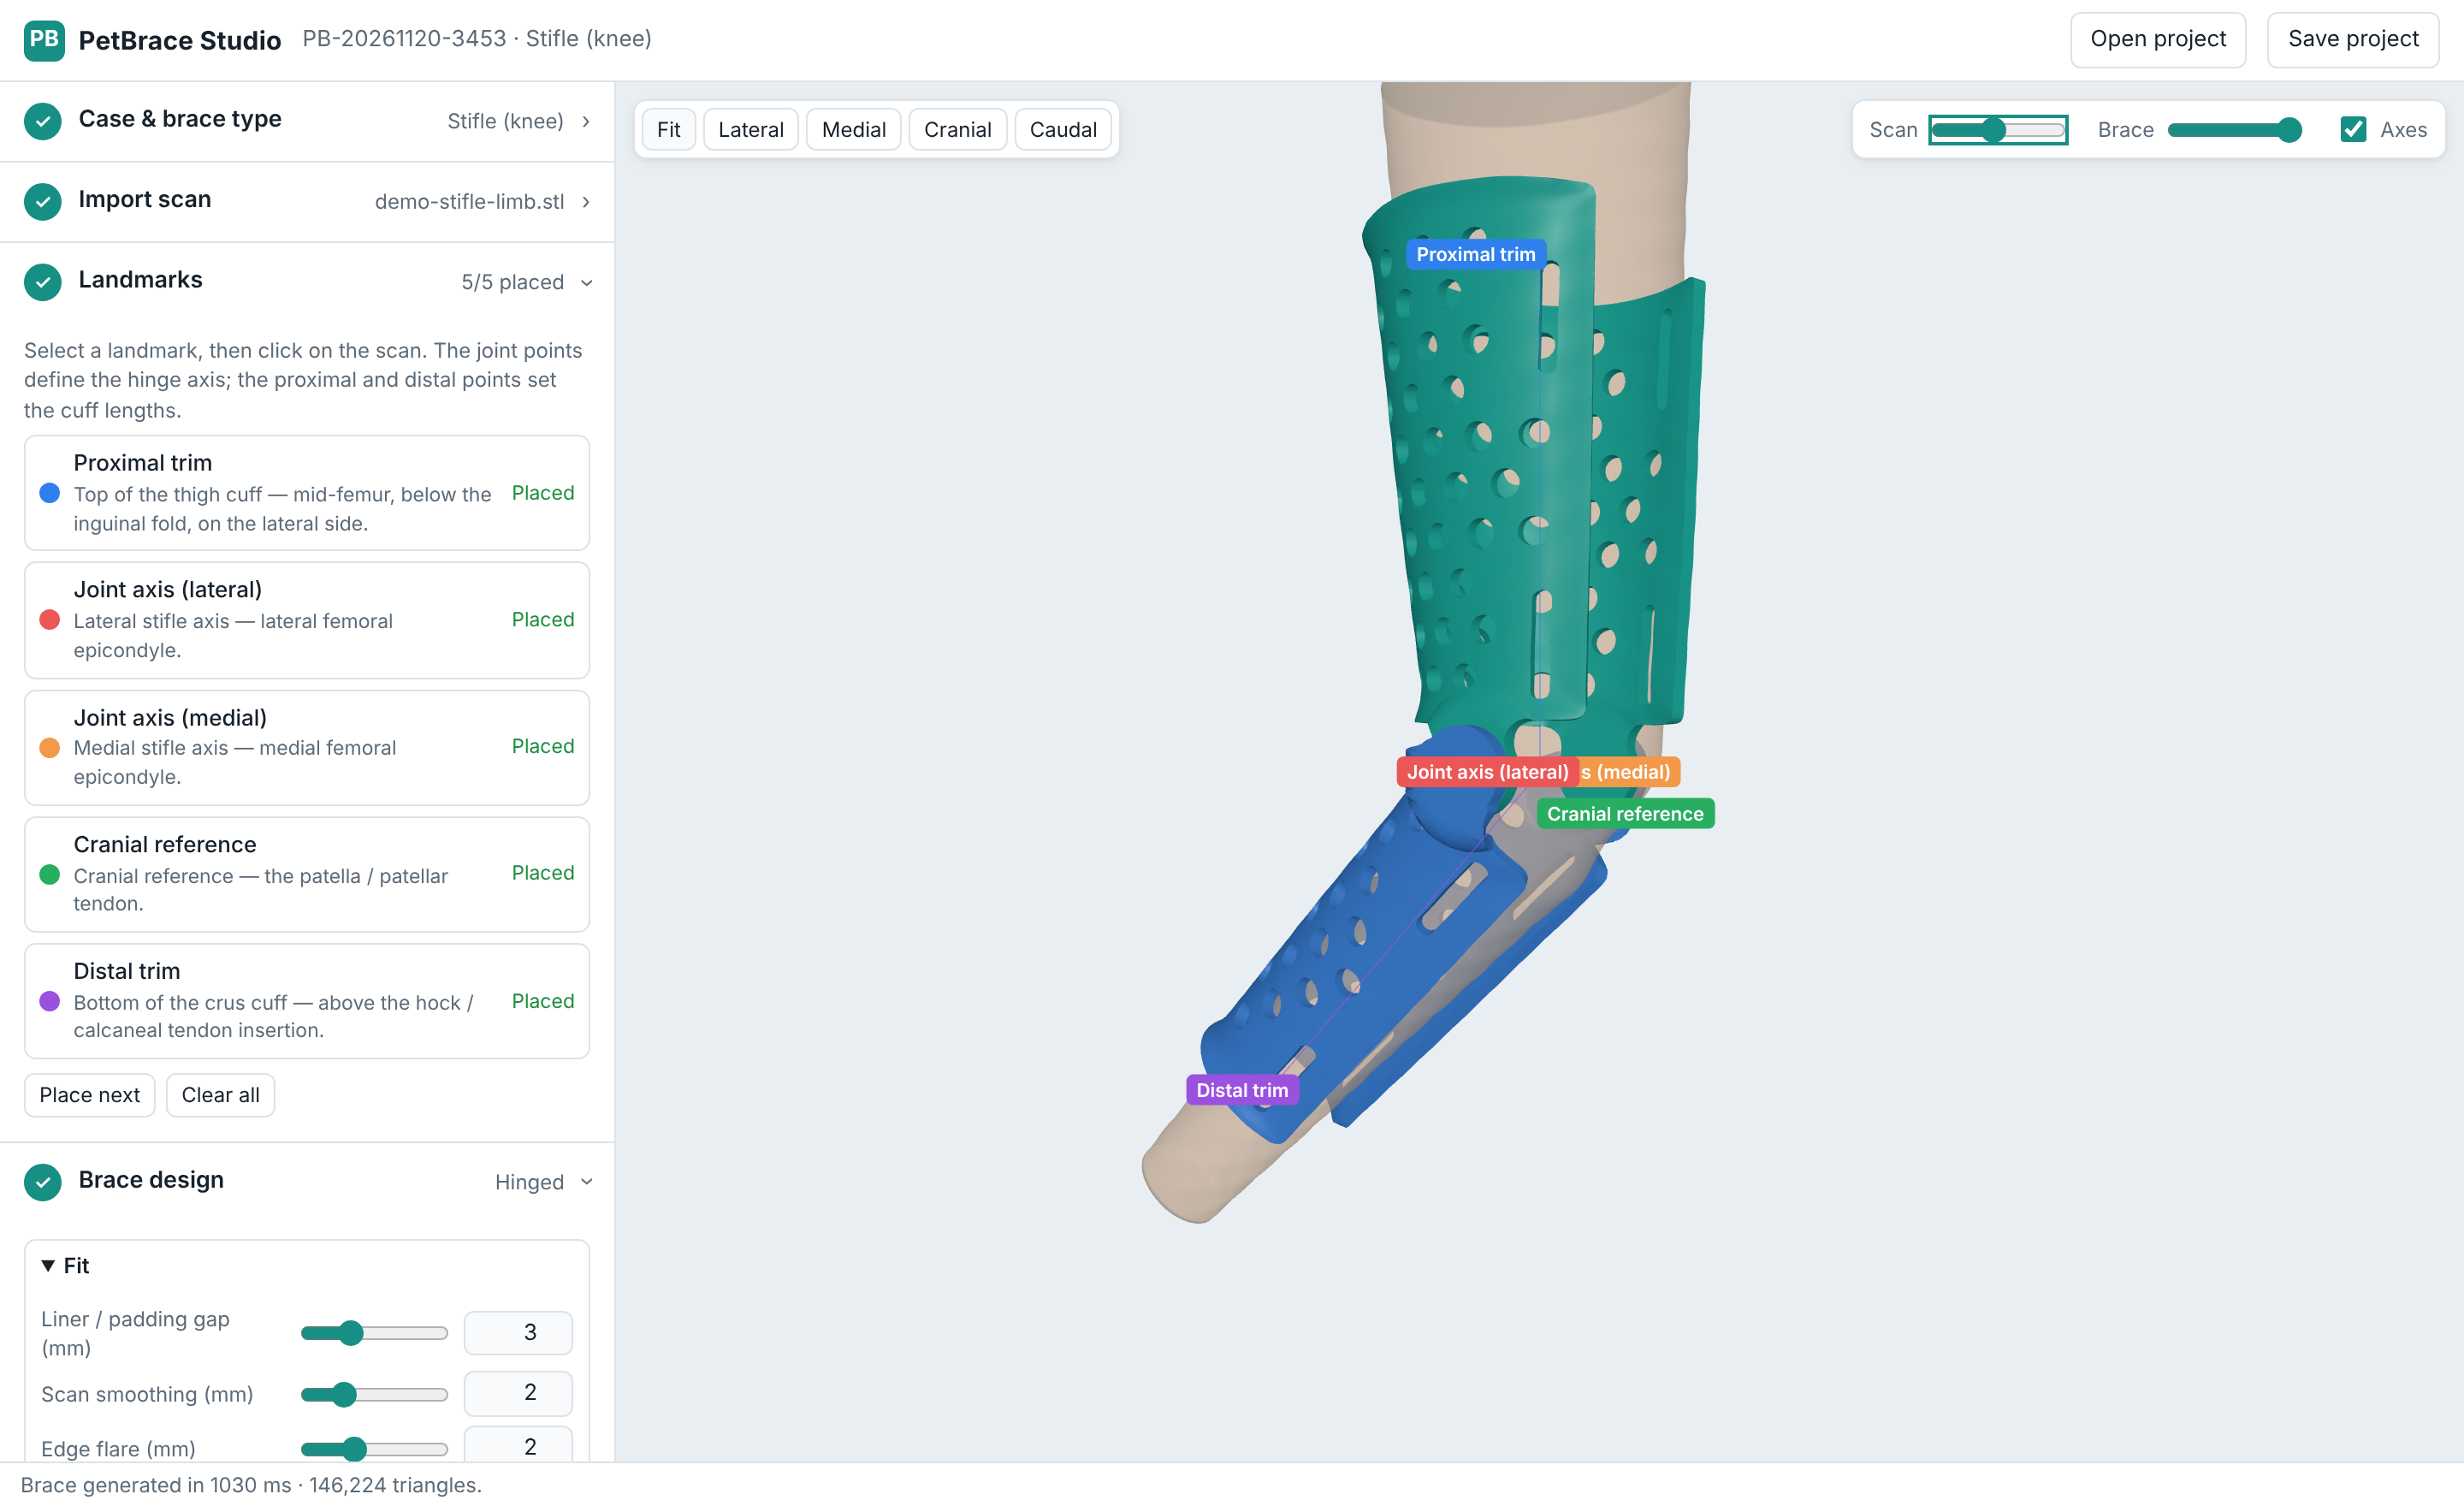 PB PetBrace Studio PB-20261120-3453 · Stifle (knee) Open project Save project
Case & brace type Stifle (knee)
Import scan demo-stifle-limb.stl
Landmarks 5/5 placed
Select a landmark, then click on the scan. The joint points
define the hinge axis; the proximal and distal points set
the cuff lengths.
Proximal trim
Top of the thigh cuff — mid-femur, below the
inguinal fold, on the lateral side.
Placed
Joint axis (lateral)
Lateral stifle axis — lateral femoral
epicondyle.
Placed
Joint axis (medial)
Medial stifle axis — medial femoral
epicondyle.
Placed
Cranial reference
Cranial reference — the patella / patellar
tendon.
Placed
Distal trim
Bottom of the crus cuff — above the hock /
calcaneal tendon insertion.
Placed
Place next Clear all
Brace design Hinged
Fit
Liner / padding gap
(mm)
3
Scan smoothing (mm) 2
Edge flare (mm) 2
Fit Lateral Medial Cranial Caudal
Scan Brace Axes
Proximal trim
Joint axis (lateral) s (medial)
Cranial reference
Distal trim
Brace generated in 1030 ms · 146,224 triangles.